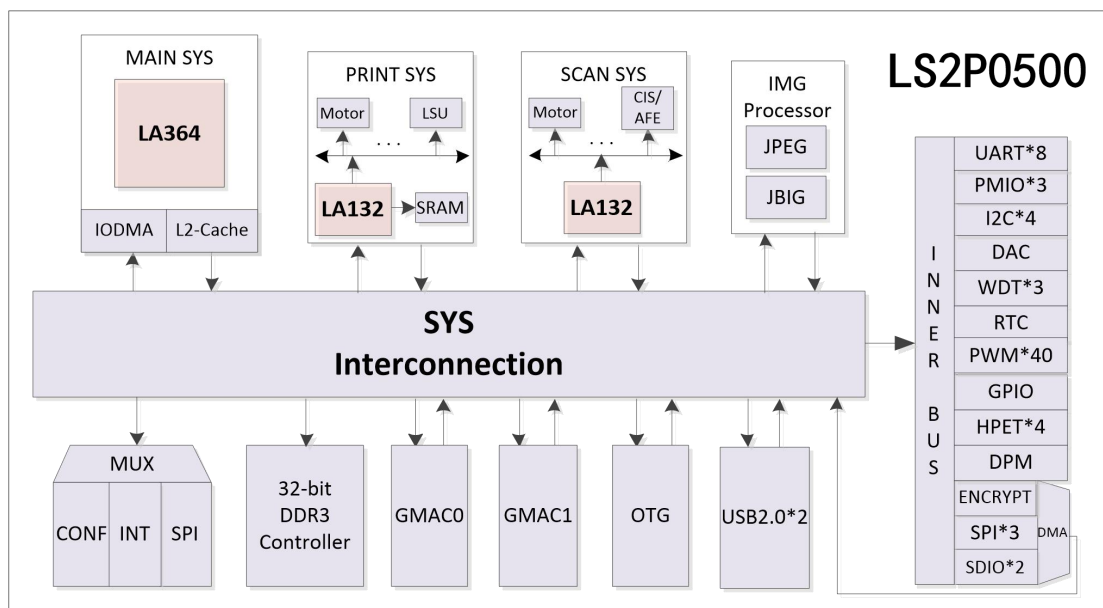 LS2P0500
MAIN SYS
LA364
IODMA
L2-Cache
PRINT SYS
Motor
LSU
...
LA132
SRAM
SCAN SYS
Motor
CIS/
AFE
...
LA132
IMG
Processor
JPEG
JBIG
SYS
Interconnection
MUX
CONF
INT
SPI
32-bit
DDR3
Controller
GMAC0
GMAC1
OTG
USB2.0*2
INNER BUS
UART*8
PMIO*3
I2C*4
DAC
WDT*3
RTC
PWM*40
GPIO
HPET*4
DPM
ENCRYPT
SPI*3
SDIO*2
DMA